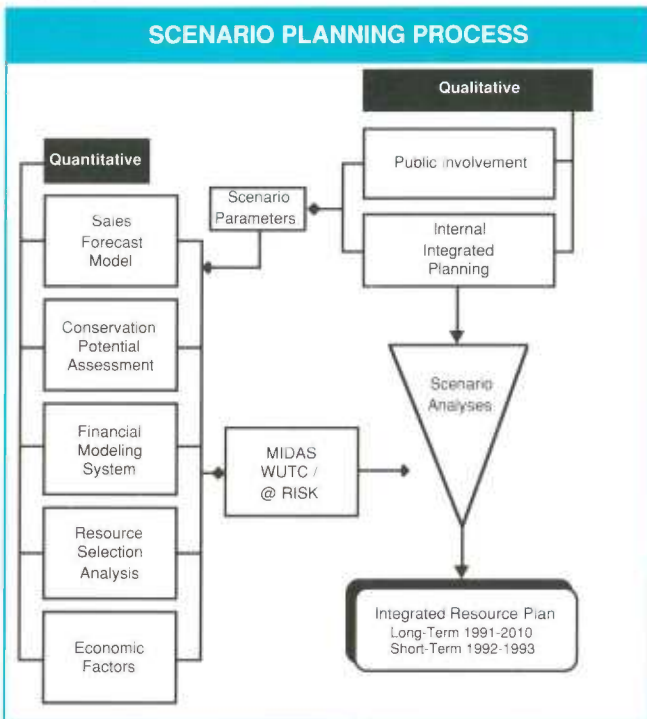 SCENARIO PLANNING PROCESS
Qualitative
Quantitative
Public Involvement
Scenario
Parameters
Sales
Forecast
Model
Internal
Integrated
Planning
Conservation
Potential
Assessment
Scenario
Analyses
Financial
Modeling
System
MIDAS
WUTC /
@ RISK
Resource
Selection
Analysis
Integrated Resource Plan
Long-Term 1991-2010
Short-Term 1992-1993
Economic
Factors